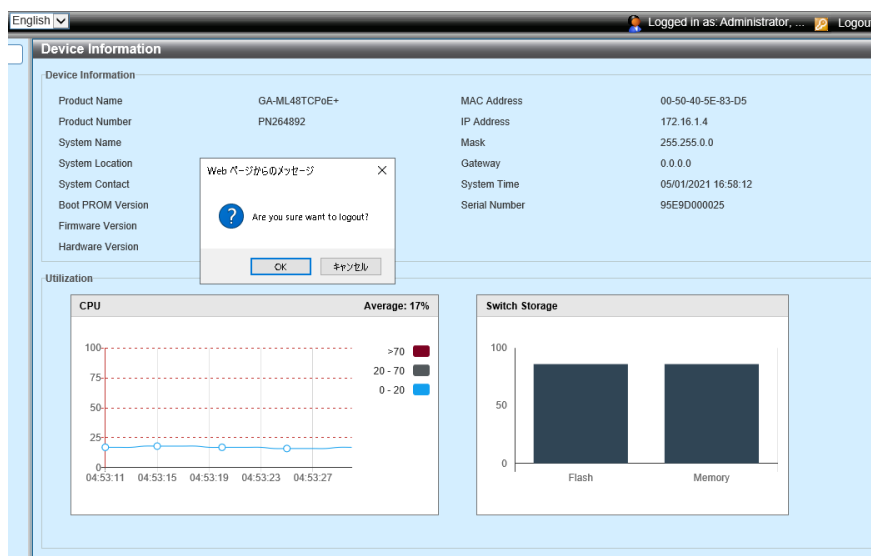 English
Logged in as: Administrator, ...
Logout
Device Information
Device Information
Product Name GA-ML48TCPoE+ MAC Address 00-50-40-5E-83-D5
Product Number PN264892 IP Address 172.16.1.4
System Name Mask 255.255.0.0
System Location Gateway 0.0.0.0
System Contact System Time 05/01/2021 16:58:12
Boot PROM Version Serial Number 95E9D000025
Firmware Version
Hardware Version
Web ページからのメッセージ
Are you sure want to logout?
OK キャンセル
Utilization
CPU Average: 17%
100
75
50
25
0
04:53:11 04:53:15 04:53:19 04:53:23 04:53:27
>70
20 - 70
0 - 20
Switch Storage
100
50
0
Flash Memory